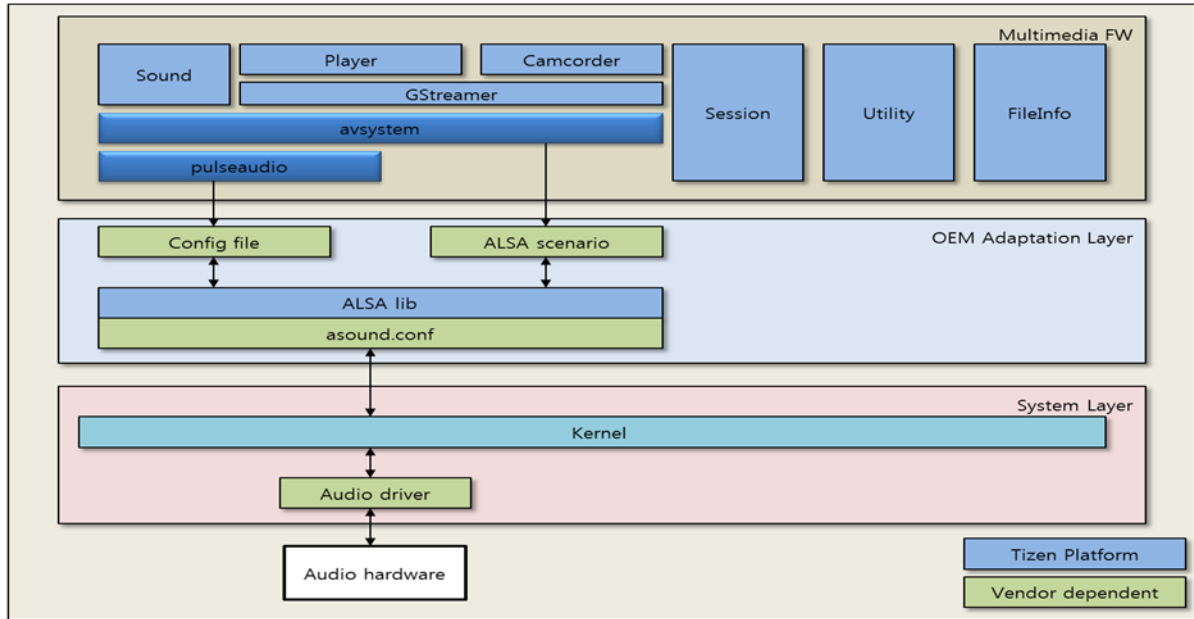 Multimedia FW
Sound
Player
Camcorder
GStreamer
avsystem
pulseaudio
Session
Utility
FileInfo
OEM Adaptation Layer
Config file
ALSA scenario
ALSA lib
asound.conf
System Layer
Kernel
Audio driver
Audio hardware
Tizen Platform
Vendor dependent